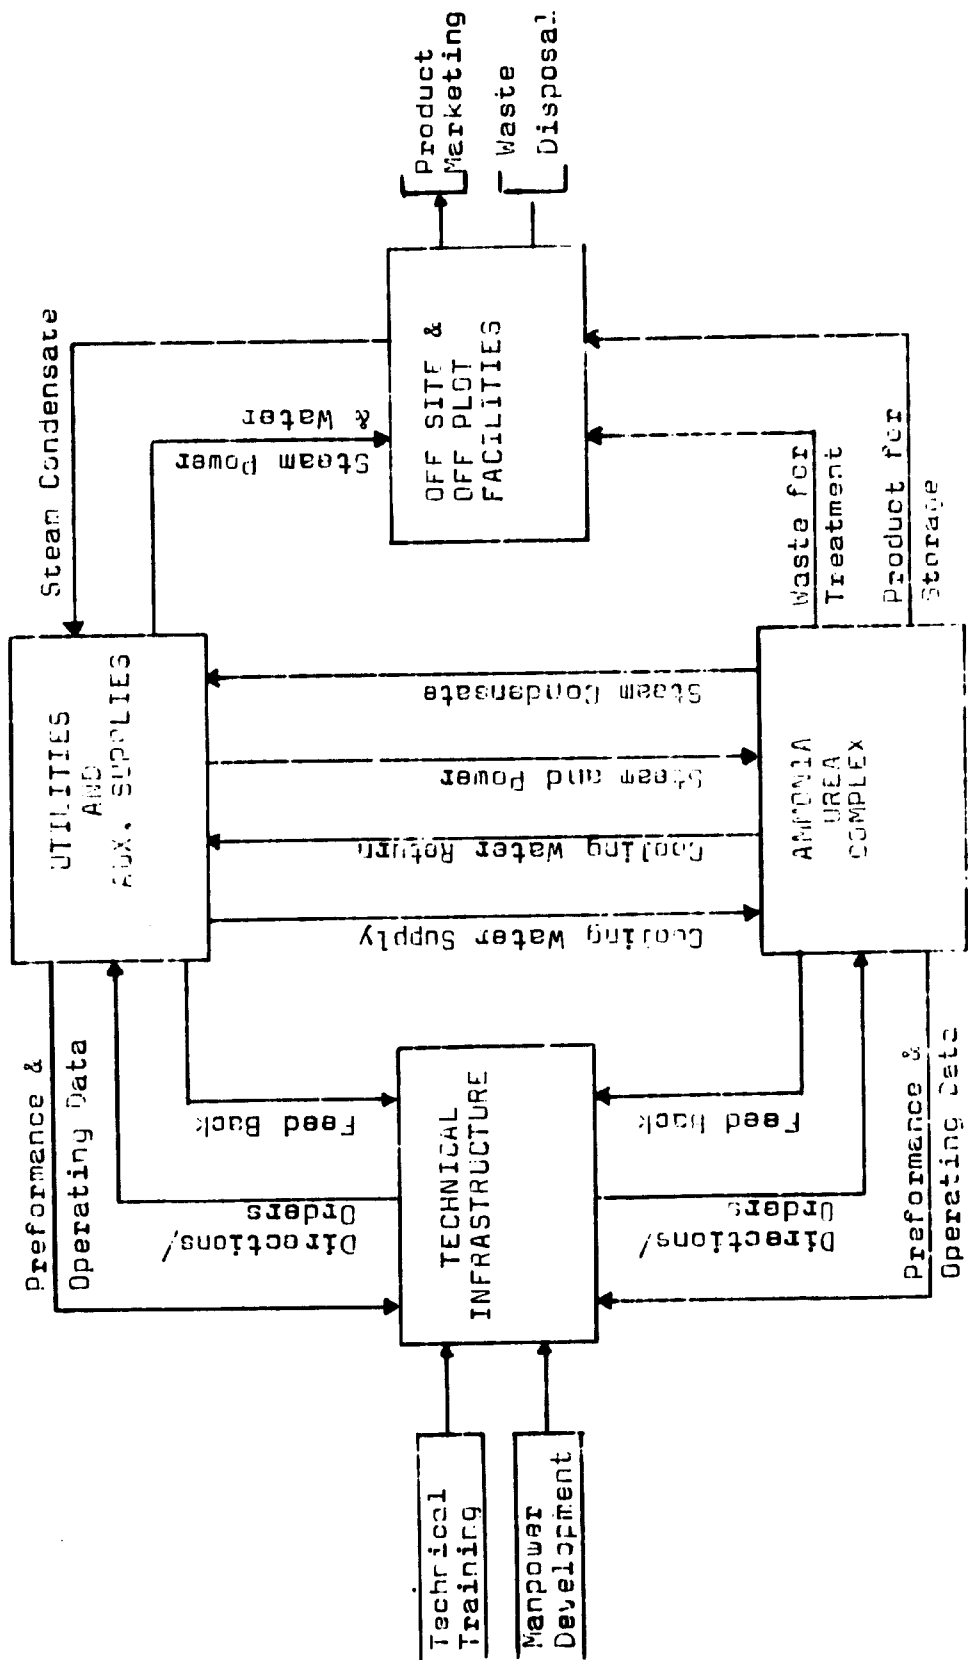 Technical
Training
Manpower
Development
Preformance &
Operating Data
Directions/
Orders
Feed Back
TECHNICAL
INFRASTRUCTURE
Directions/
Orders
Feed Back
Preformance &
Operating Data
UTILITIES
AND
AUX. SUPPLIES
Cooling Water Supply
Cooling Water Return
Steam and Power
Steam Condensate
AMMONIA
UREA
COMPLEX
Steam Condensate
Steam Power
& Water
OFF SITE &
OFF PLOT
FACILITIES
Waste for
Treatment
Product for
Storage
Product
Marketing
Waste
Disposal